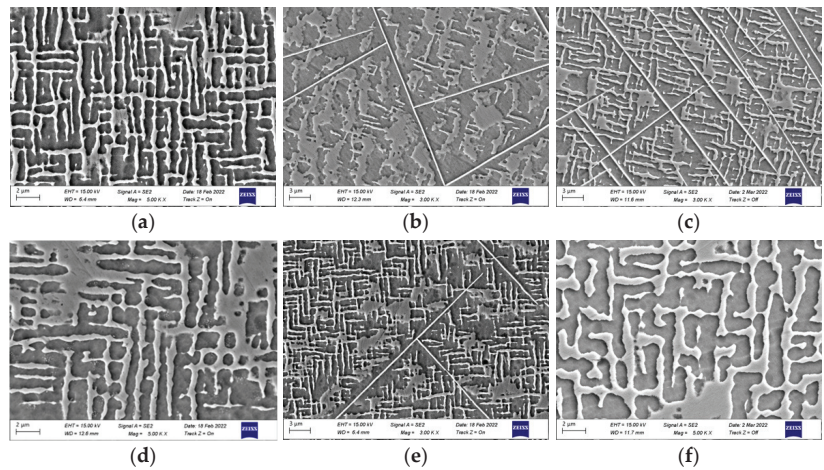 2 µm EHT = 15.00 kV Signal A = SE2 Date: 18 Feb 2022 ZEISS
WD = 6.4 mm Mag = 5.00 K X Track Z = On
3 µm EHT = 15.00 kV Signal A = SE2 Date: 18 Feb 2022 ZEISS
WD = 12.3 mm Mag = 3.00 K X Track Z = On
3 µm EHT = 15.00 kV Signal A = SE2 Date: 2 Mar 2022 ZEISS
WD = 11.6 mm Mag = 3.00 K X Track Z = Off
(a) (b) (c)
2 µm EHT = 15.00 kV Signal A = SE2 Date: 18 Feb 2022 ZEISS
WD = 12.6 mm Mag = 5.00 K X Track Z = On
3 µm EHT = 15.00 kV Signal A = SE2 Date: 18 Feb 2022 ZEISS
WD = 6.4 mm Mag = 3.00 K X Track Z = On
2 µm EHT = 15.00 kV Signal A = SE2 Date: 2 Mar 2022 ZEISS
WD = 11.7 mm Mag = 5.00 K X Track Z = Off
(d) (e) (f)